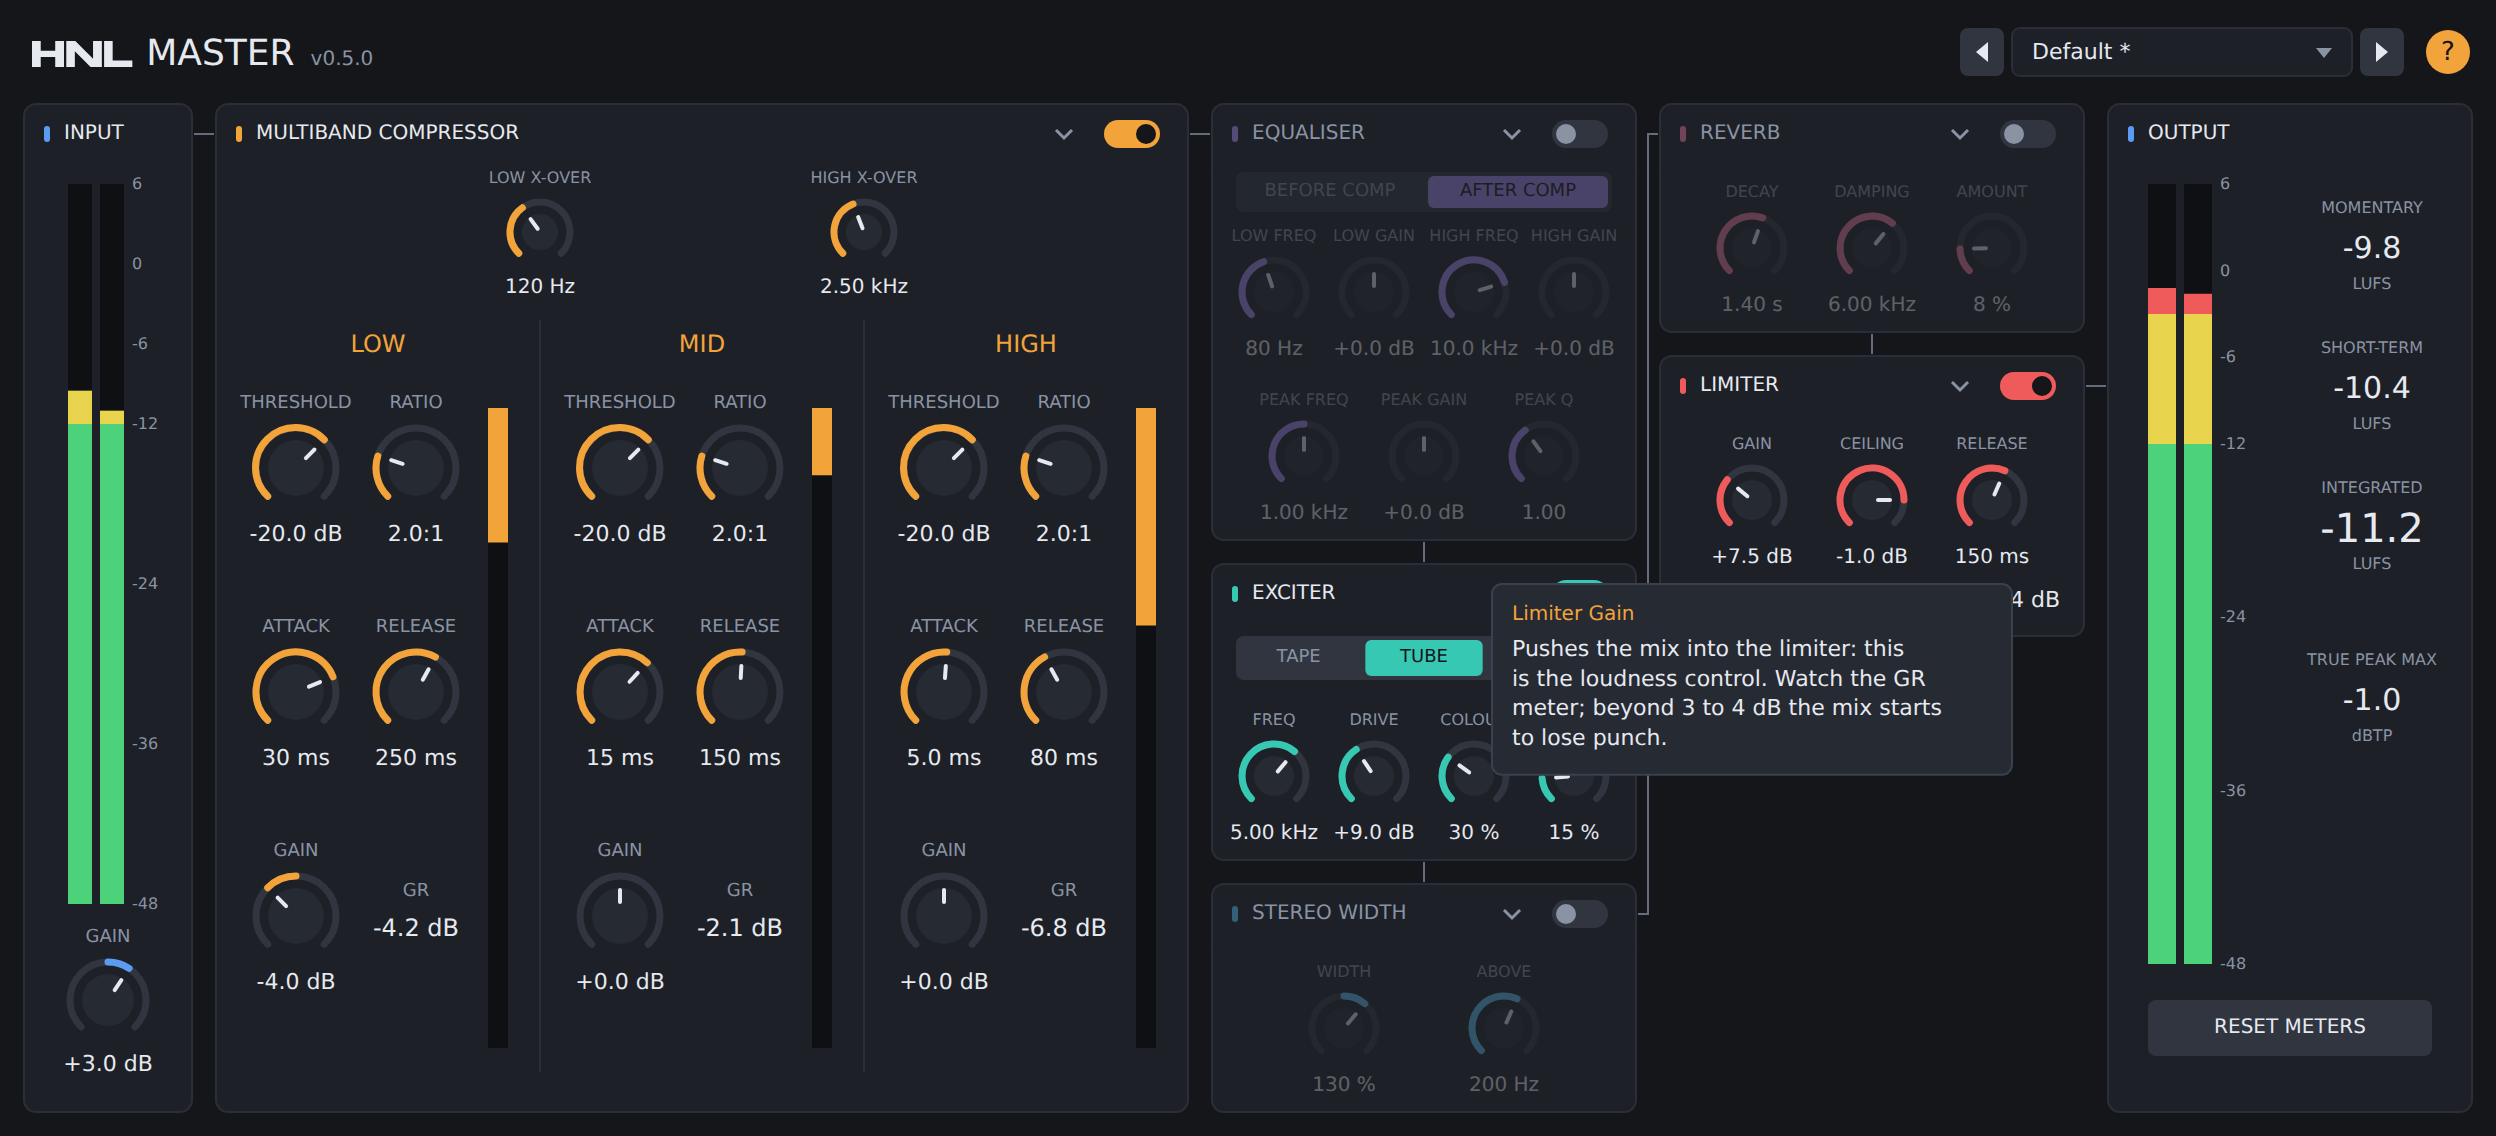 HNL MASTER v0.5.0
Default *
?
INPUT
6
0
-6
-12
-24
-36
-48
GAIN
+3.0 dB
MULTIBAND COMPRESSOR
LOW X-OVER
HIGH X-OVER
120 Hz
2.50 kHz
LOW
MID
HIGH
THRESHOLD RATIO
THRESHOLD RATIO
THRESHOLD RATIO
-20.0 dB 2.0:1
-20.0 dB 2.0:1
-20.0 dB 2.0:1
ATTACK RELEASE
ATTACK RELEASE
ATTACK RELEASE
30 ms 250 ms
15 ms 150 ms
5.0 ms 80 ms
GAIN
GAIN
GAIN
GR
GR
GR
-4.2 dB
-2.1 dB
-6.8 dB
-4.0 dB
+0.0 dB
+0.0 dB
EQUALISER
BEFORE COMP AFTER COMP
LOW FREQ LOW GAIN HIGH FREQ HIGH GAIN
80 Hz +0.0 dB 10.0 kHz +0.0 dB
PEAK FREQ PEAK GAIN PEAK Q
1.00 kHz +0.0 dB 1.00
EXCITER
TAPE TUBE
FREQ DRIVE COLOU
5.00 kHz +9.0 dB 30 % 15 %
STEREO WIDTH
WIDTH ABOVE
130 % 200 Hz
REVERB
DECAY DAMPING AMOUNT
1.40 s 6.00 kHz 8 %
LIMITER
GAIN CEILING RELEASE
+7.5 dB -1.0 dB 150 ms
4 dB
Limiter Gain
Pushes the mix into the limiter: this
is the loudness control. Watch the GR
meter; beyond 3 to 4 dB the mix starts
to lose punch.
OUTPUT
6
0
-6
-12
-24
-36
-48
MOMENTARY
-9.8
LUFS
SHORT-TERM
-10.4
LUFS
INTEGRATED
-11.2
LUFS
TRUE PEAK MAX
-1.0
dBTP
RESET METERS